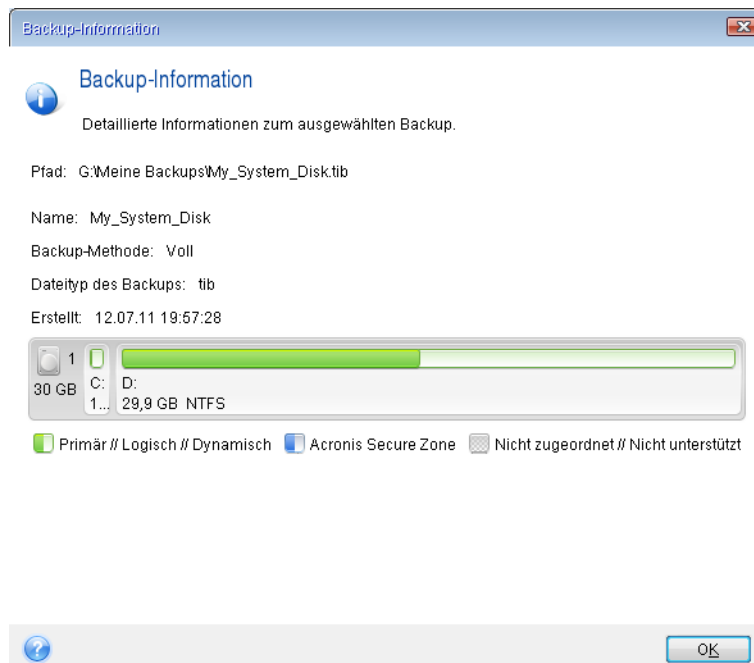 Backup-Information
Backup-Information
Detaillierte Informationen zum ausgewählten Backup.
Pfad: G:\Meine Backups\My_System_Disk.tib
Name: My_System_Disk
Backup-Methode: Voll
Dateityp des Backups: tib
Erstellt: 12.07.11 19:57:28
1
30 GB
C:
1...
D:
29,9 GB NTFS
Primär // Logisch // Dynamisch Acronis Secure Zone Nicht zugeordnet // Nicht unterstützt
OK